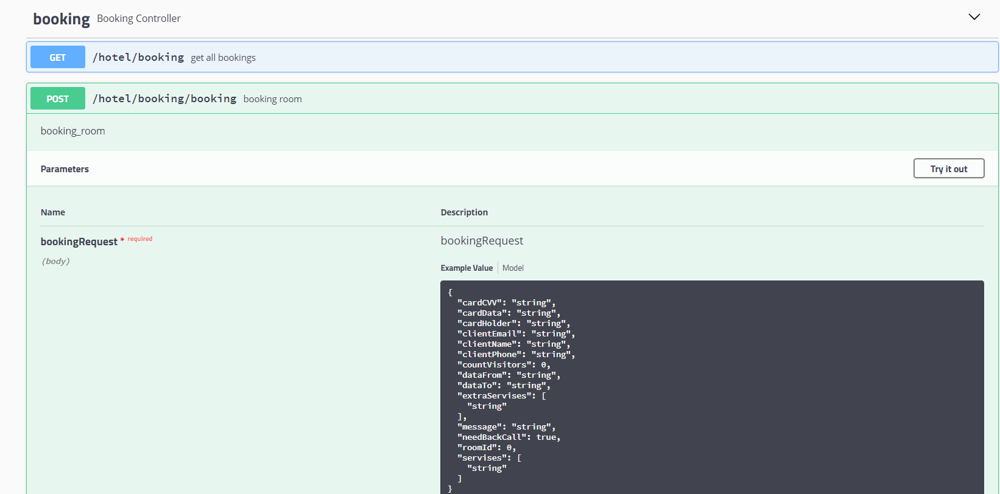 booking Booking Controller
GET /hotel/booking get all bookings
POST /hotel/booking/booking booking room
booking_room
Parameters Try it out
Name Description
bookingRequest * required bookingRequest
(body)
Example Value Model
{
"cardCVV": "string",
"cardData": "string",
"cardHolder": "string",
"clientEmail": "string",
"clientName": "string",
"clientPhone": "string",
"countVisitors": 0,
"dataFrom": "string",
"dataTo": "string",
"extraServises": [
"string"
],
"message": "string",
"needBackCall": true,
"roomId": 0,
"servises": [
"string"
]
}